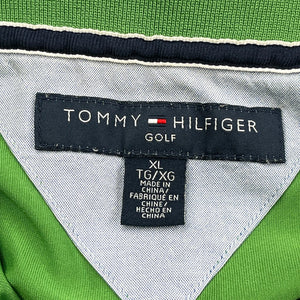 TOMMY HILFIGER
GOLF
XL
TG/XG
MADE IN
CHINA/
FABRIQUÉ EN
CHINE/
HECHO EN
CHINA